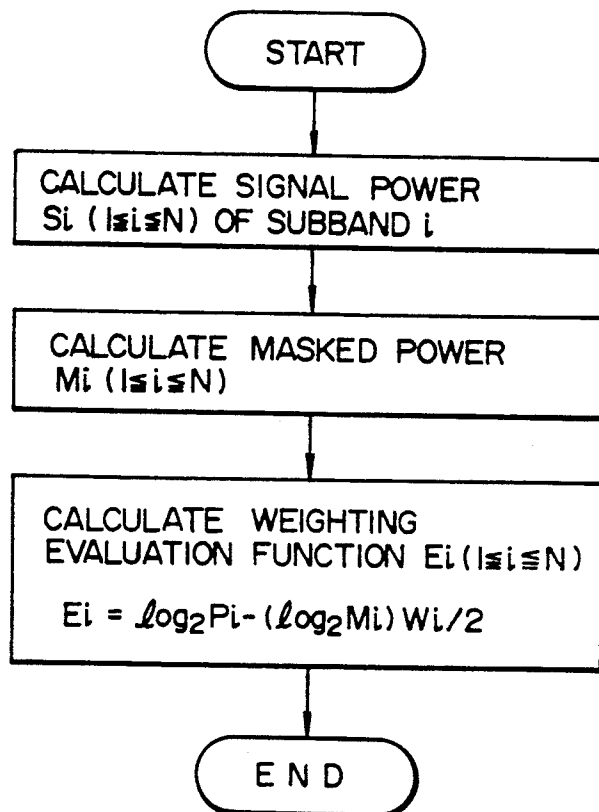 START
CALCULATE SIGNAL POWER
Si (1≦i≦N) OF SUBBAND i
CALCULATE MASKED POWER
Mi (1≦i≦N)
CALCULATE WEIGHTING
EVALUATION FUNCTION Ei (1≦i≦N)
Ei = log₂Pi-(log₂Mi) Wi/2
END